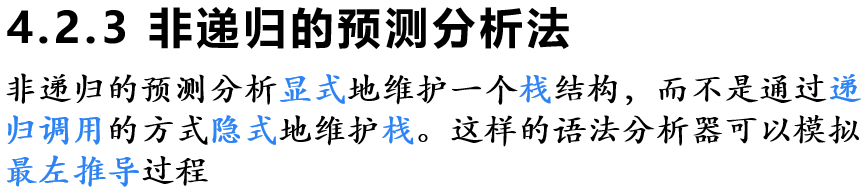 4.2.3 非递归的预测分析法
非递归的预测分析显式地维护一个栈结构，而不是通过递
归调用的方式隐式地维护栈。这样的语法分析器可以模拟
最左推导过程